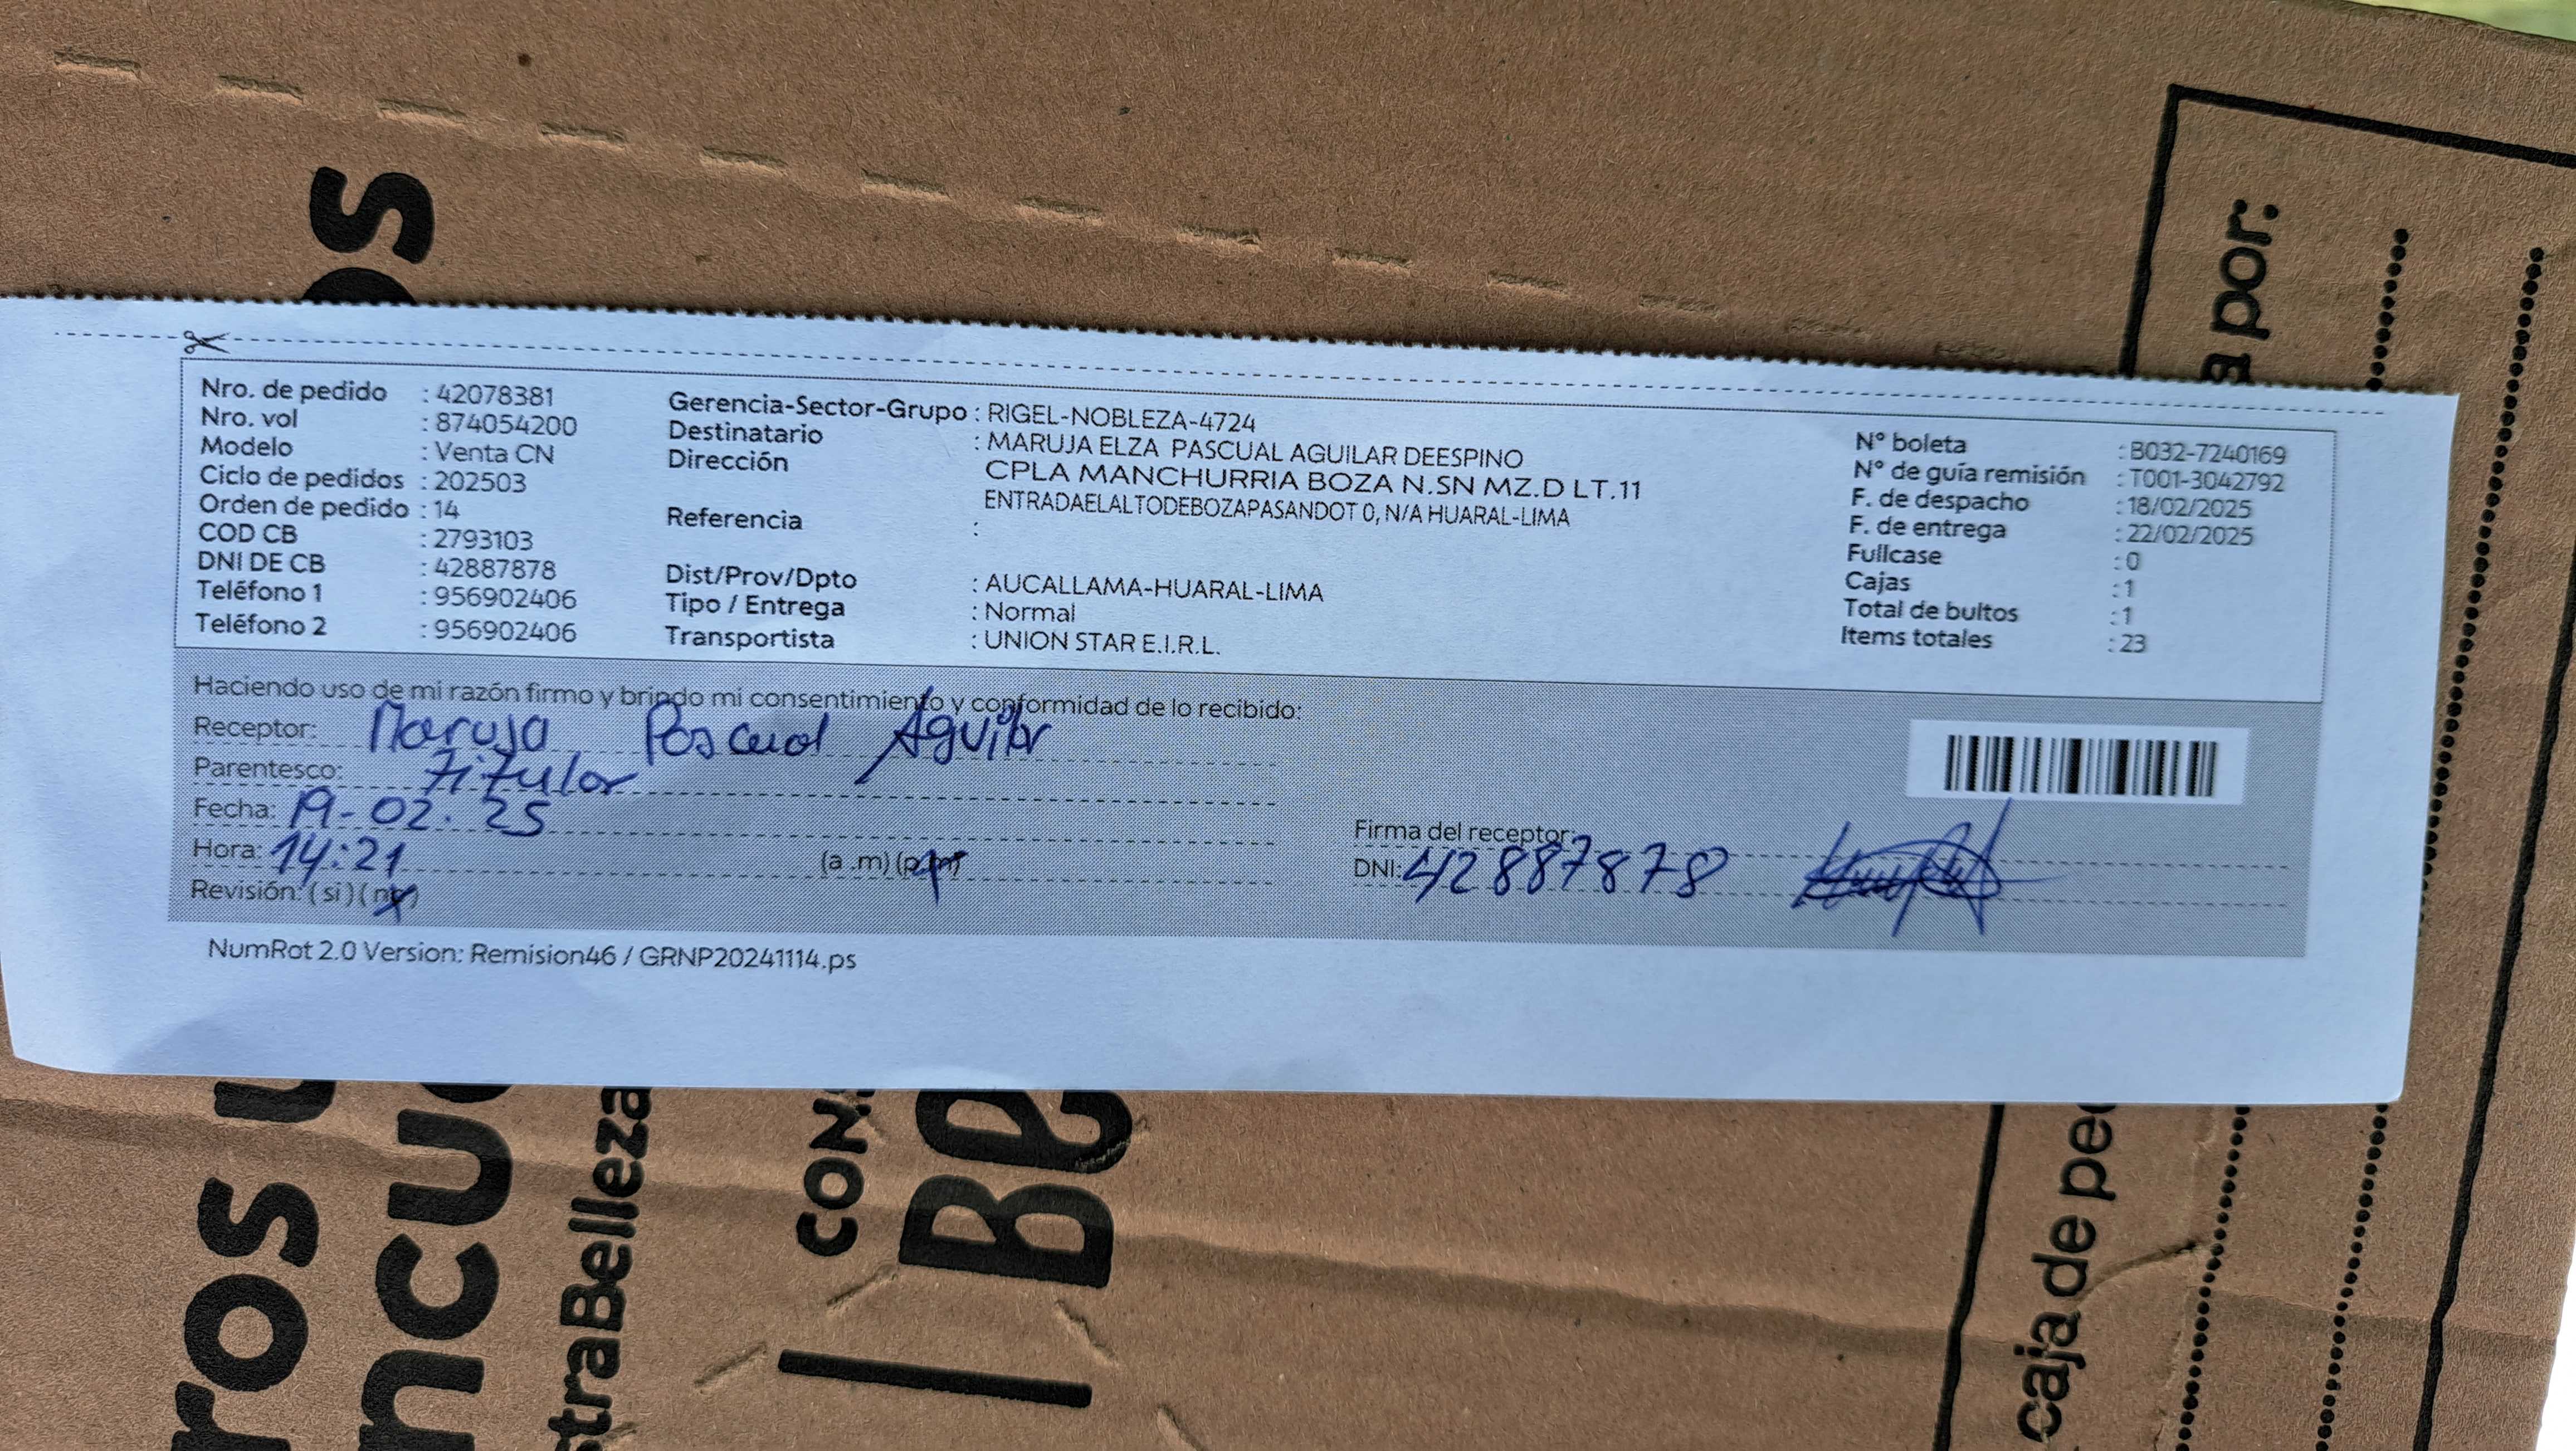 Nro. de pedido : 42078381
Nro. vol : 874054200
Modelo : Venta CN
Ciclo de pedidos : 202503
Orden de pedido : 14
COD CB : 2793103
DNI DE CB : 42887878
Teléfono 1 : 956902406
Teléfono 2 : 956902406
Gerencia-Sector-Grupo : RIGEL-NOBLEZA-4724
Destinatario : MARUJA ELZA PASCUAL AGUILAR DEESPINO
Dirección CPLA MANCHURRIA BOZA N.SN MZ.D LT.11
ENTRADAELALTODEBOZAPASANDOT 0, N/A HUARAL-LIMA
Referencia :
Dist/Prov/Dpto : AUCALLAMA-HUARAL-LIMA
Tipo / Entrega : Normal
Transportista : UNION STAR E.I.R.L.
N° boleta : B032-7240169
N° de guía remisión : T001-3042792
F. de despacho : 18/02/2025
F. de entrega : 22/02/2025
Fullcase : 0
Cajas : 1
Total de bultos : 1
Items totales : 23
Haciendo uso de mi razón firmo y brindo mi consentimiento y conformidad de lo recibido:
Receptor: Maruja Pascual Aguilar
Parentesco: titular
Fecha: 19-02-25
Hora: 14:21 (a .m) (p.m)
Revisión: ( si ) ( no )
Firma del receptor:
DNI: 42887878
NumRot 2.0 Version: Remision46 / GRNP20241114.ps
os
ros u
ncu
straBelleza
CON
Be
a por:
caja de pe